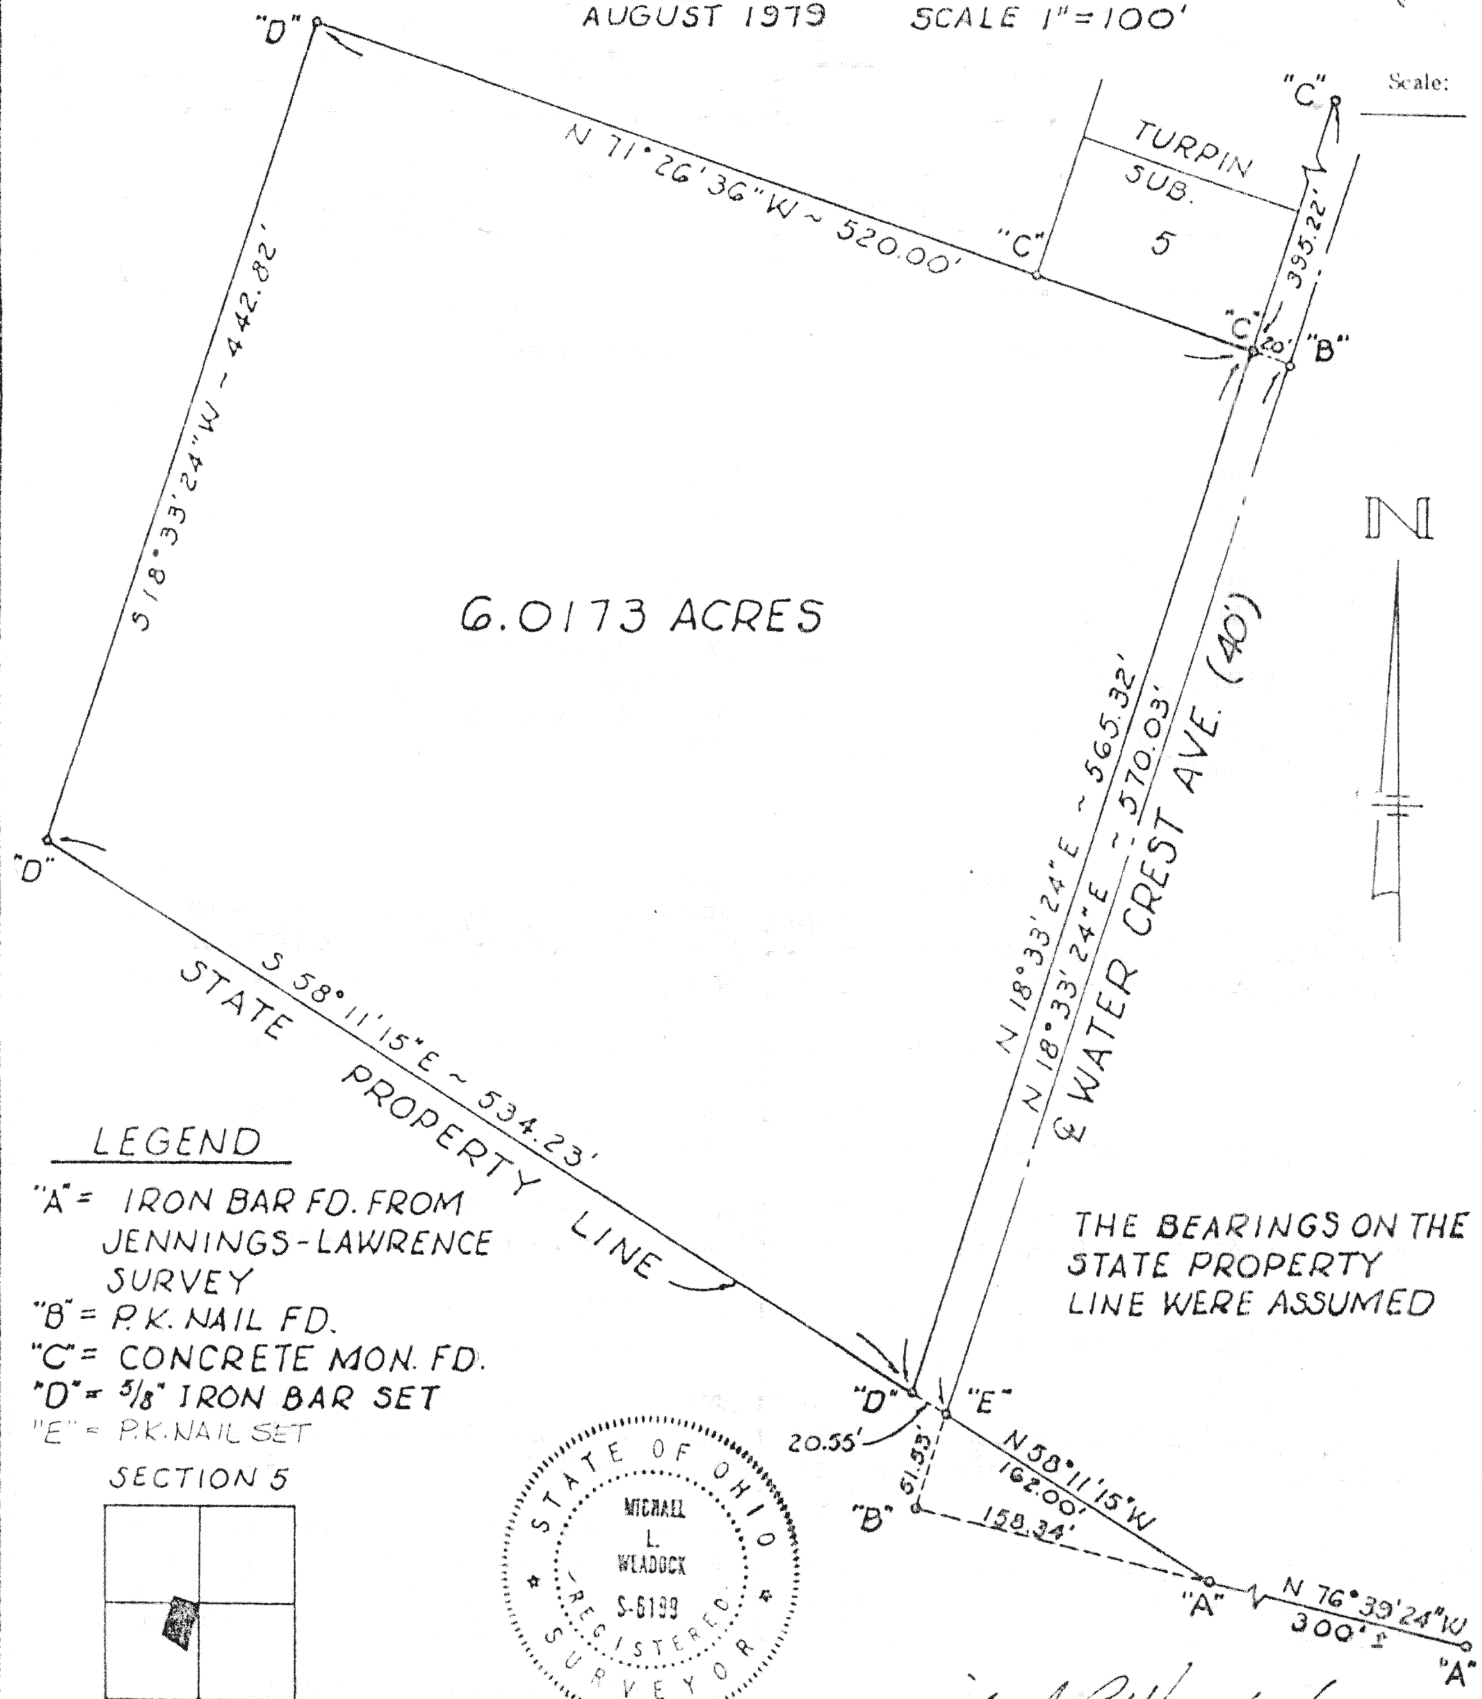 AUGUST 1979 SCALE 1"=100'
Scale:
"D"
"C"
TURPIN
SUB.
5
N 71°26'36"W ~ 520.00'
"C"
395.22'
"C"
20'
"B"
S 18°33'24"W ~ 442.82'
N
6.0173 ACRES
N 18°33'24"E ~ 565.32'
N 18°33'24"E ~ 570.03'
℄ WATER CREST AVE. (40')
"D"
S 58°11'15"E ~ 534.23'
STATE PROPERTY LINE
LEGEND
"A" = IRON BAR FD. FROM
JENNINGS-LAWRENCE
SURVEY
"B" = P.K. NAIL FD.
"C" = CONCRETE MON. FD.
"D" = 5/8" IRON BAR SET
"E" = P.K. NAIL SET
THE BEARINGS ON THE
STATE PROPERTY
LINE WERE ASSUMED
"D"
"E"
20.55'
51.53'
N 58°11'15"W
162.00'
"B"
158.34'
"A"
N 76°39'24"W
300'±
"A"
SECTION 5
STATE OF OHIO
MICHAEL
L.
WEADOCK
S-6199
REGISTERED
SURVEYOR